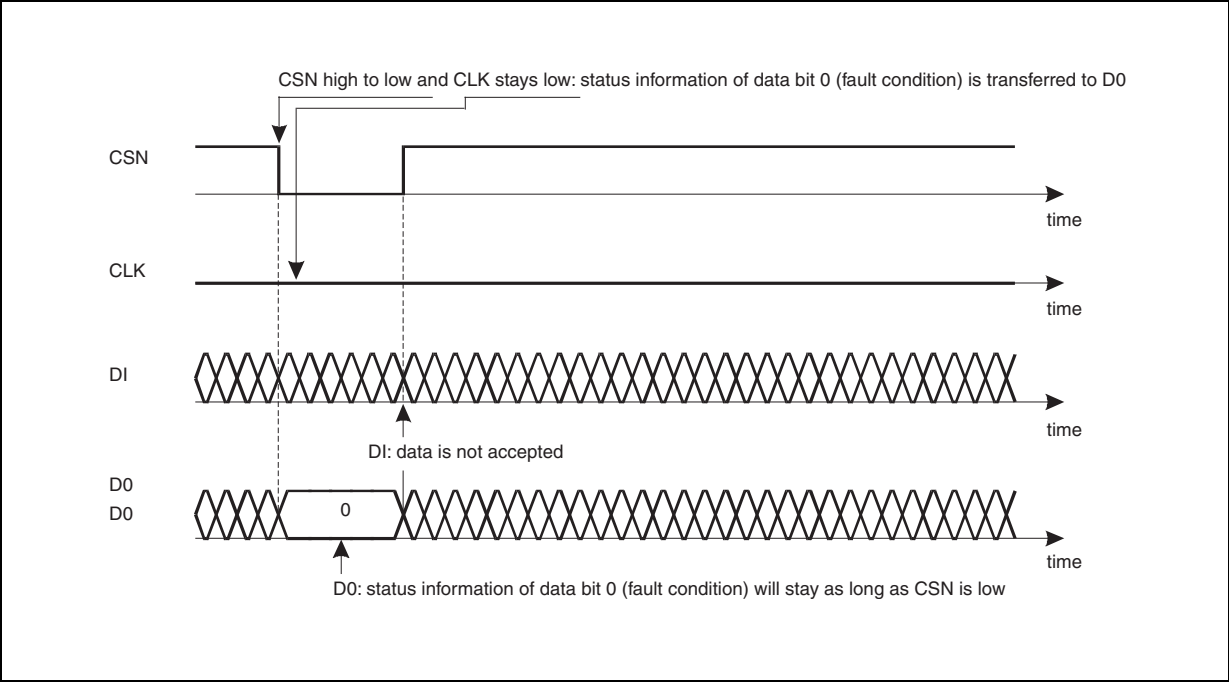 CSN high to low and CLK stays low: status information of data bit 0 (fault condition) is transferred to D0
CSN
time
CLK
time
DI
time
DI: data is not accepted
D0
D0
0
time
D0: status information of data bit 0 (fault condition) will stay as long as CSN is low